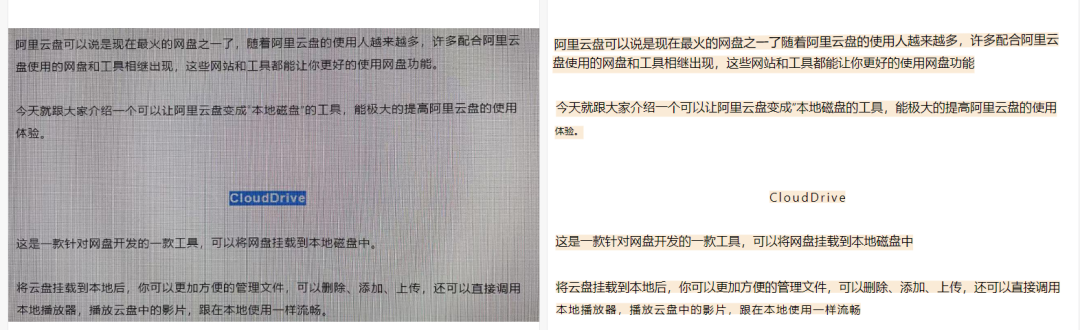 阿里云盘可以说是现在最火的网盘之一了，随着阿里云盘的使用人越来越多，许多配合阿里云
盘使用的网盘和工具相继出现，这些网站和工具都能让你更好的使用网盘功能。
今天就跟大家介绍一个可以让阿里云盘变成"本地磁盘"的工具，能极大的提高阿里云盘的使用
体验。
CloudDrive
这是一款针对网盘开发的一款工具，可以将网盘挂载到本地磁盘中。
将云盘挂载到本地后，你可以更加方便的管理文件，可以删除、添加、上传，还可以直接调用
本地播放器，播放云盘中的影片，跟在本地使用一样流畅。
阿里云盘可以说是现在最火的网盘之一了随着阿里云盘的使用人越来越多，许多配合阿里云
盘使用的网盘和工具相继出现，这些网站和工具都能让你更好的使用网盘功能
今天就跟大家介绍一个可以让阿里云盘变成"本地磁盘的工具，能极大的提高阿里云盘的使用
体验。
CloudDrive
这是一款针对网盘开发的一款工具，可以将网盘挂载到本地磁盘中
将云盘挂载到本地后，你可以更加方便的管理文件，可以删除、添加、上传，还可以直接调用
本地播放器，播放云盘中的影片，跟在本地使用一样流畅